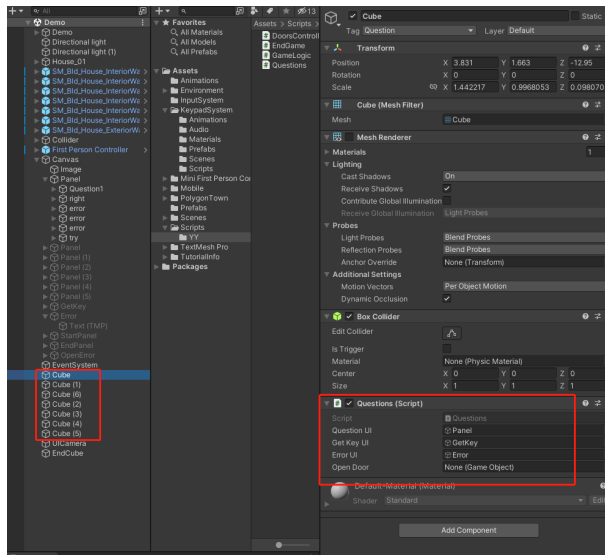 All
Demo
Demo
Directional light
Directional light (1)
House_01
SM_Bld_House_InteriorWa
SM_Bld_House_InteriorWa
SM_Bld_House_InteriorWa
SM_Bld_House_InteriorWa
SM_Bld_House_ExteriorWa
Collider
First Person Controller
Canvas
Image
Panel
Question1
right
error
error
error
try
Panel
Panel (1)
Panel (2)
Panel (3)
Panel (4)
Panel (5)
GetKey
Error
Text (TMP)
StartPanel
EndPanel
OpenError
EventSystem
Cube
Cube (1)
Cube (6)
Cube (2)
Cube (3)
Cube (4)
Cube (5)
UICamera
EndCube
13
Favorites
All Materials
All Models
All Prefabs
Assets
Animations
Environment
InputSystem
KeypadSystem
Animations
Audio
Materials
Prefabs
Scenes
Scripts
Mini First Person Co
Mobile
PolygonTown
Prefabs
Scenes
Scripts
YY
TextMesh Pro
TutorialInfo
Packages
Assets > Scripts >
DoorsControll
EndGame
GameLogic
Questions
Cube Static
Tag Question Layer Default
Transform
Position X 3.831 Y 1.663 Z -12.95
Rotation X 0 Y 0 Z 0
Scale X 1.442217 Y 0.9968053 Z 0.098070
Cube (Mesh Filter)
Mesh Cube
Mesh Renderer
Materials 1
Lighting
Cast Shadows On
Receive Shadows
Contribute Global Illumination
Receive Global Illumination Light Probes
Probes
Light Probes Blend Probes
Reflection Probes Blend Probes
Anchor Override None (Transform)
Additional Settings
Motion Vectors Per Object Motion
Dynamic Occlusion
Box Collider
Edit Collider
Is Trigger
Material None (Physic Material)
Center X 0 Y 0 Z 0
Size X 1 Y 1 Z 1
Questions (Script)
Script Questions
Question UI Panel
Get Key UI GetKey
Error UI Error
Open Door None (Game Object)
Default-Material (Material)
Shader Standard Edi
Add Component